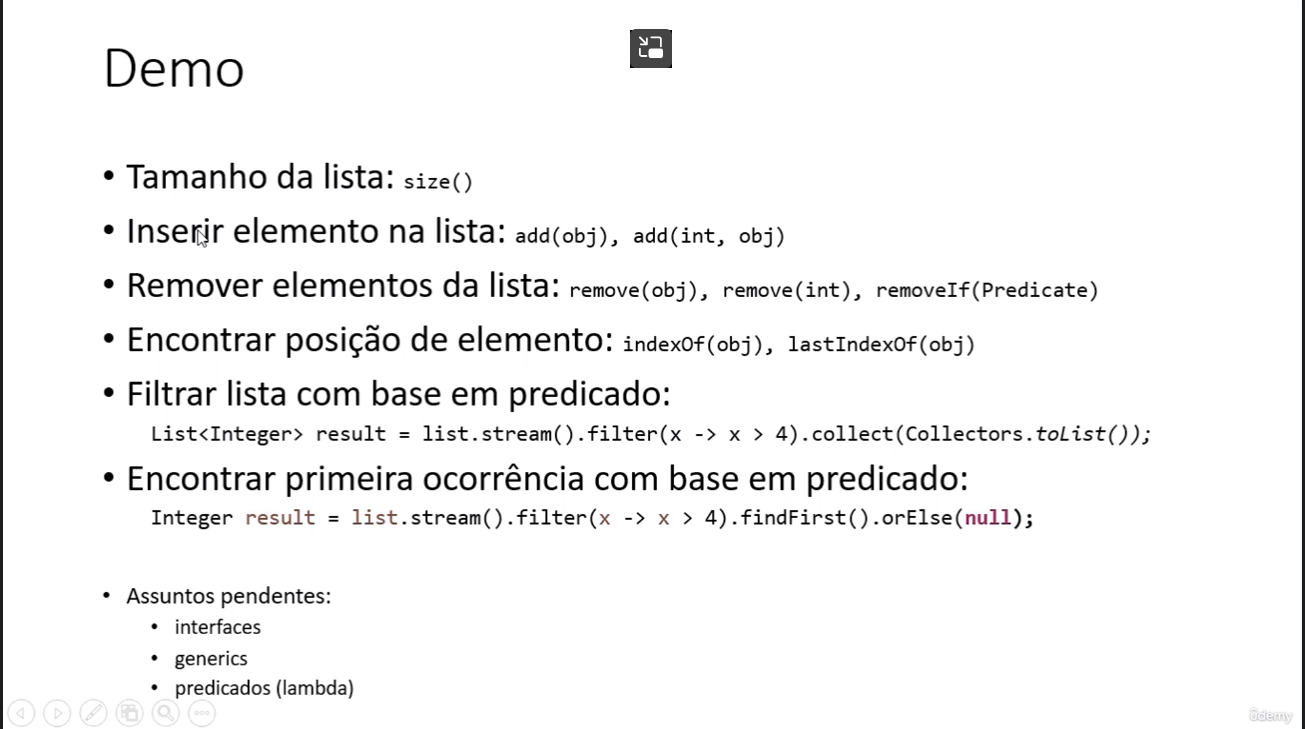 Demo
• Tamanho da lista: size()
• Inserir elemento na lista: add(obj), add(int, obj)
• Remover elementos da lista: remove(obj), remove(int), removeIf(Predicate)
• Encontrar posição de elemento: indexOf(obj), lastIndexOf(obj)
• Filtrar lista com base em predicado:
List<Integer> result = list.stream().filter(x -> x > 4).collect(Collectors.toList());
• Encontrar primeira ocorrência com base em predicado:
Integer result = list.stream().filter(x -> x > 4).findFirst().orElse(null);
• Assuntos pendentes:
• interfaces
• generics
• predicados (lambda)
ûdemy